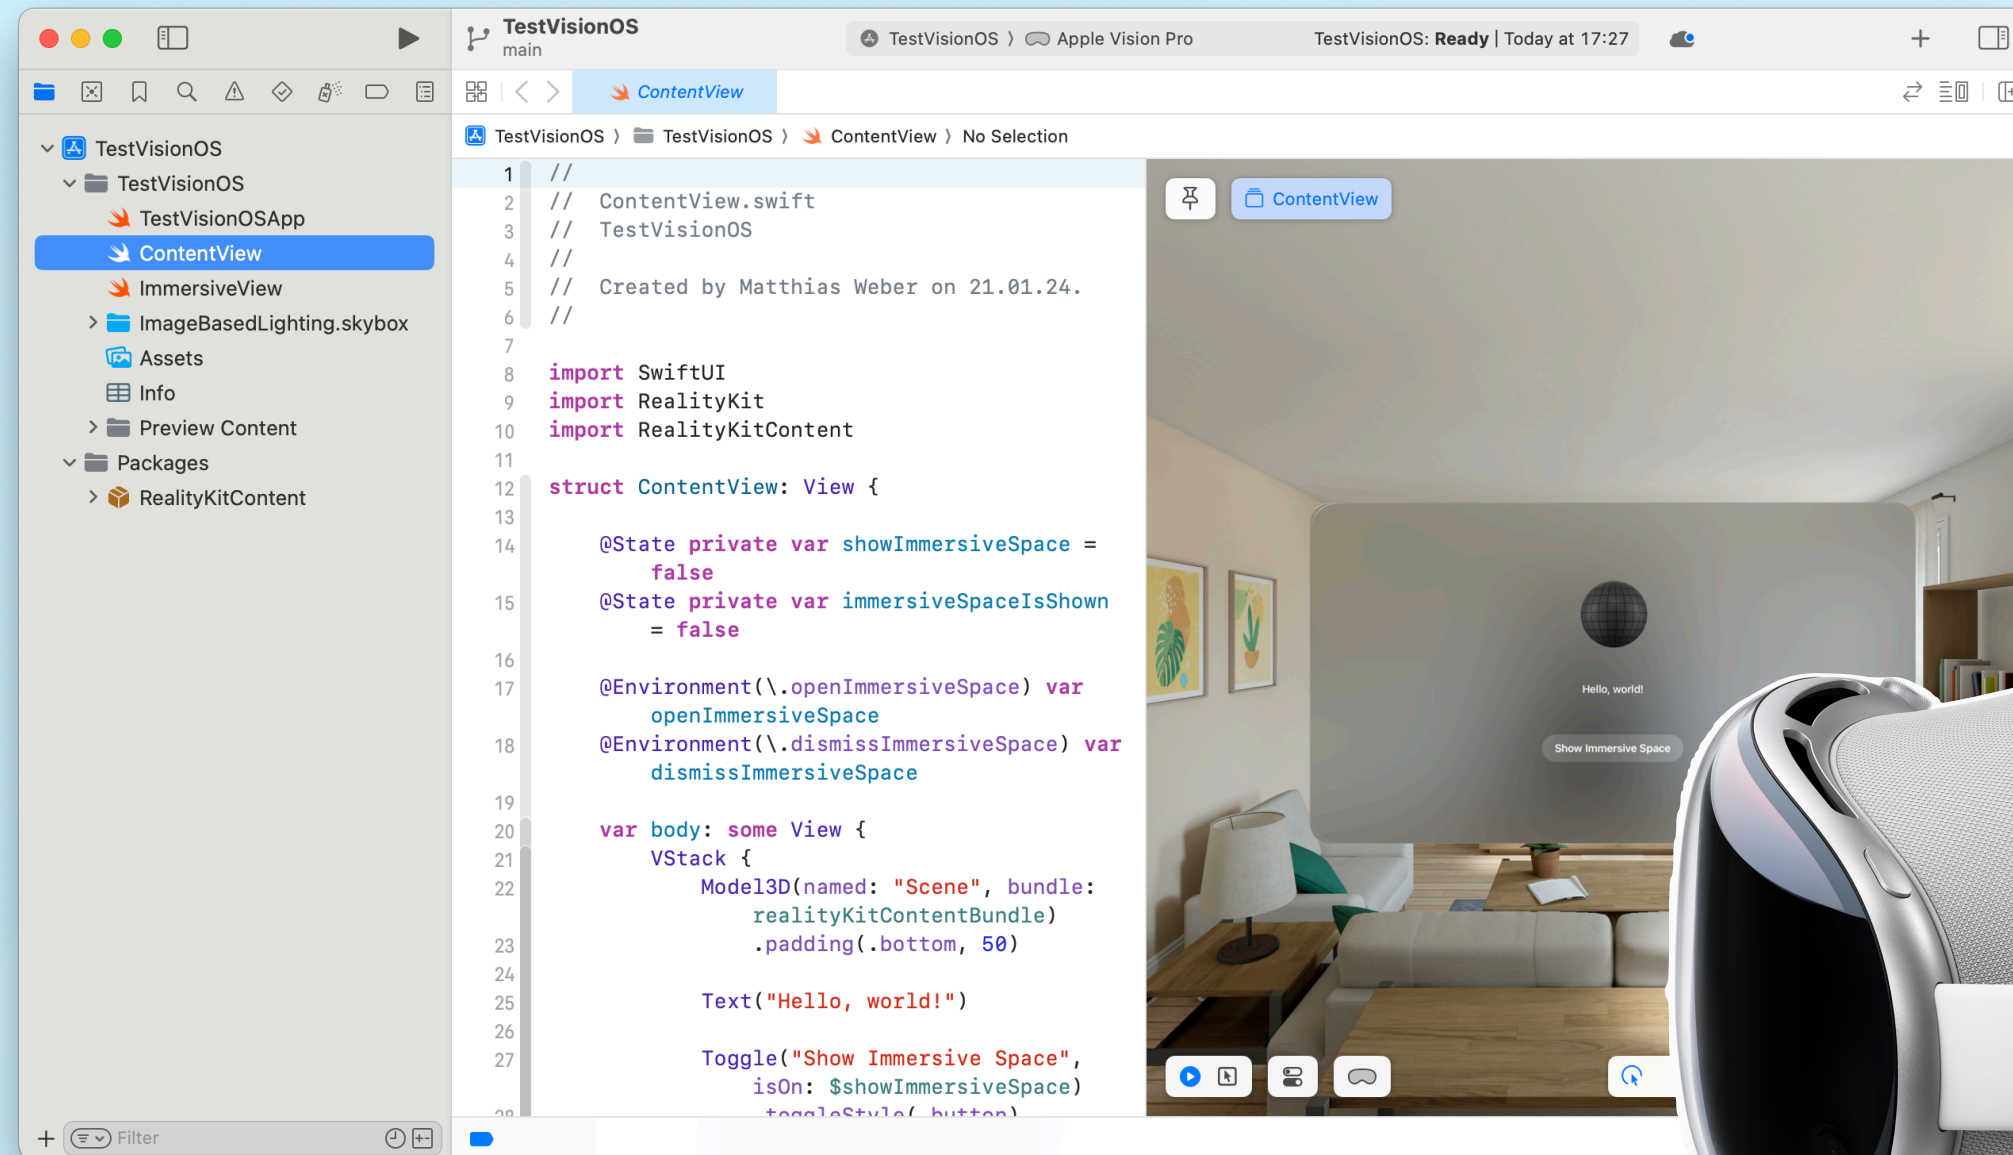 TestVisionOS
main
TestVisionOS
Apple Vision Pro
TestVisionOS: Ready | Today at 17:27
ContentView
TestVisionOS
TestVisionOS
ContentView
No Selection
TestVisionOS
TestVisionOS
TestVisionOSApp
ContentView
ImmersiveView
ImageBasedLighting.skybox
Assets
Info
Preview Content
Packages
RealityKitContent
Filter
1 //
2 //  ContentView.swift
3 //  TestVisionOS
4 //
5 //  Created by Matthias Weber on 21.01.24.
6 //
7
8 import SwiftUI
9 import RealityKit
10 import RealityKitContent
11
12 struct ContentView: View {
13
14 @State private var showImmersiveSpace =
false
15 @State private var immersiveSpaceIsShown
= false
16
17 @Environment(\.openImmersiveSpace) var
openImmersiveSpace
18 @Environment(\.dismissImmersiveSpace) var
dismissImmersiveSpace
19
20 var body: some View {
21 VStack {
22 Model3D(named: "Scene", bundle:
realityKitContentBundle)
23 .padding(.bottom, 50)
24
25 Text("Hello, world!")
26
27 Toggle("Show Immersive Space",
isOn: $showImmersiveSpace)
28 .toggleStyle(.button)
ContentView
Hello, world!
Show Immersive Space